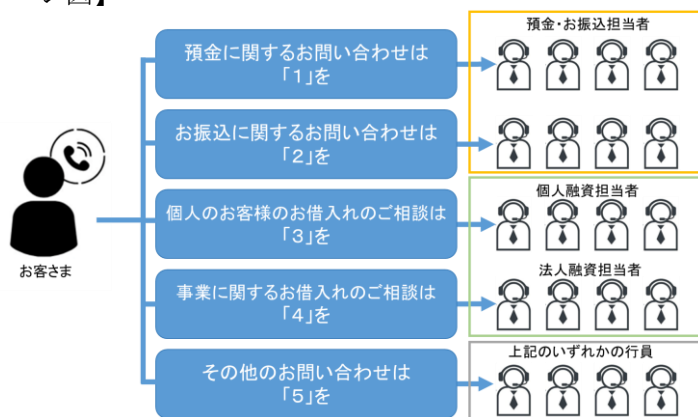 ジ図】
預金・お振込担当者
預金に関するお問い合わせは
「1」を
お振込に関するお問い合わせは
「2」を
個人融資担当者
個人のお客様のお借入れのご相談は
「3」を
お客さま
法人融資担当者
事業に関するお借入れのご相談は
「4」を
上記のいずれかの行員
その他のお問い合わせは
「5」を